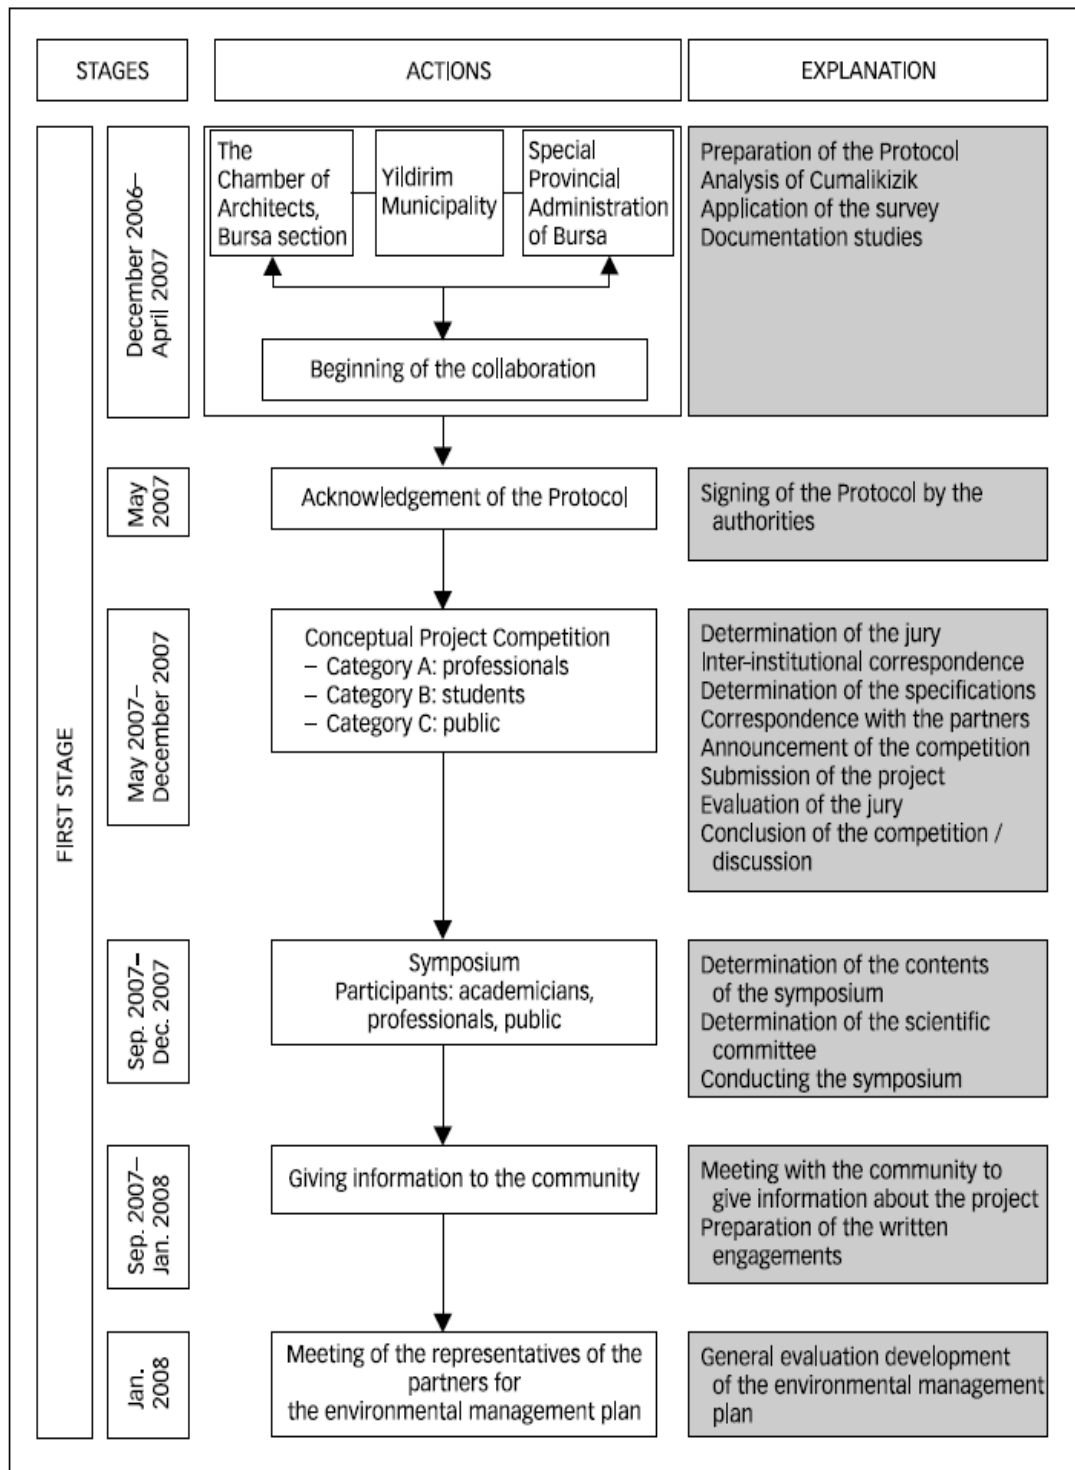 STAGES
ACTIONS
EXPLANATION
FIRST STAGE
December 2006–
April 2007
The
Chamber of
Architects,
Bursa section
Yildirim
Municipality
Special
Provincial
Administration
of Bursa
Beginning of the collaboration
Preparation of the Protocol
Analysis of Cumalikizik
Application of the survey
Documentation studies
May
2007
Acknowledgement of the Protocol
Signing of the Protocol by the
authorities
May 2007–
December 2007
Conceptual Project Competition
– Category A: professionals
– Category B: students
– Category C: public
Determination of the jury
Inter-institutional correspondence
Determination of the specifications
Correspondence with the partners
Announcement of the competition
Submission of the project
Evaluation of the jury
Conclusion of the competition /
discussion
Sep. 2007–
Dec. 2007
Symposium
Participants: academicians,
professionals, public
Determination of the contents
of the symposium
Determination of the scientific
committee
Conducting the symposium
Sep. 2007–
Jan. 2008
Giving information to the community
Meeting with the community to
give information about the project
Preparation of the written
engagements
Jan.
2008
Meeting of the representatives of the
partners for
the environmental management plan
General evaluation development
of the environmental management
plan